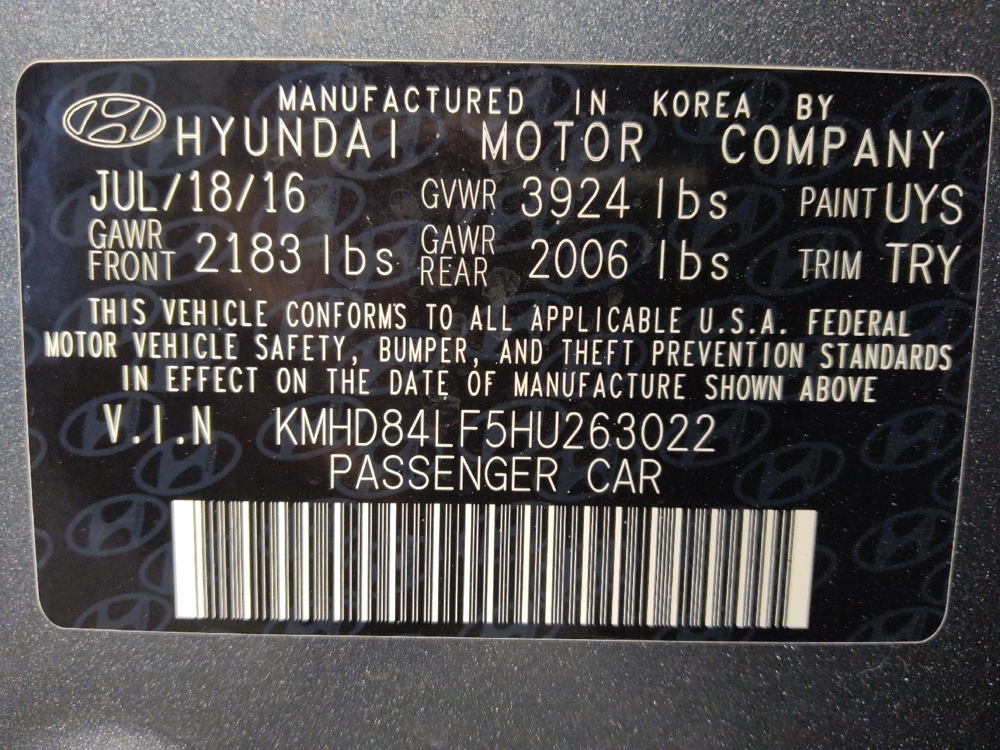 MANUFACTURED IN KOREA BY
HYUNDAI MOTOR COMPANY
JUL/18/16 GVWR 3924 lbs PAINT UYS
GAWR FRONT 2183 lbs GAWR REAR 2006 lbs TRIM TRY
THIS VEHICLE CONFORMS TO ALL APPLICABLE U.S.A. FEDERAL
MOTOR VEHICLE SAFETY, BUMPER, AND THEFT PREVENTION STANDARDS
IN EFFECT ON THE DATE OF MANUFACTURE SHOWN ABOVE
V.I.N KMHD84LF5HU263022
PASSENGER CAR